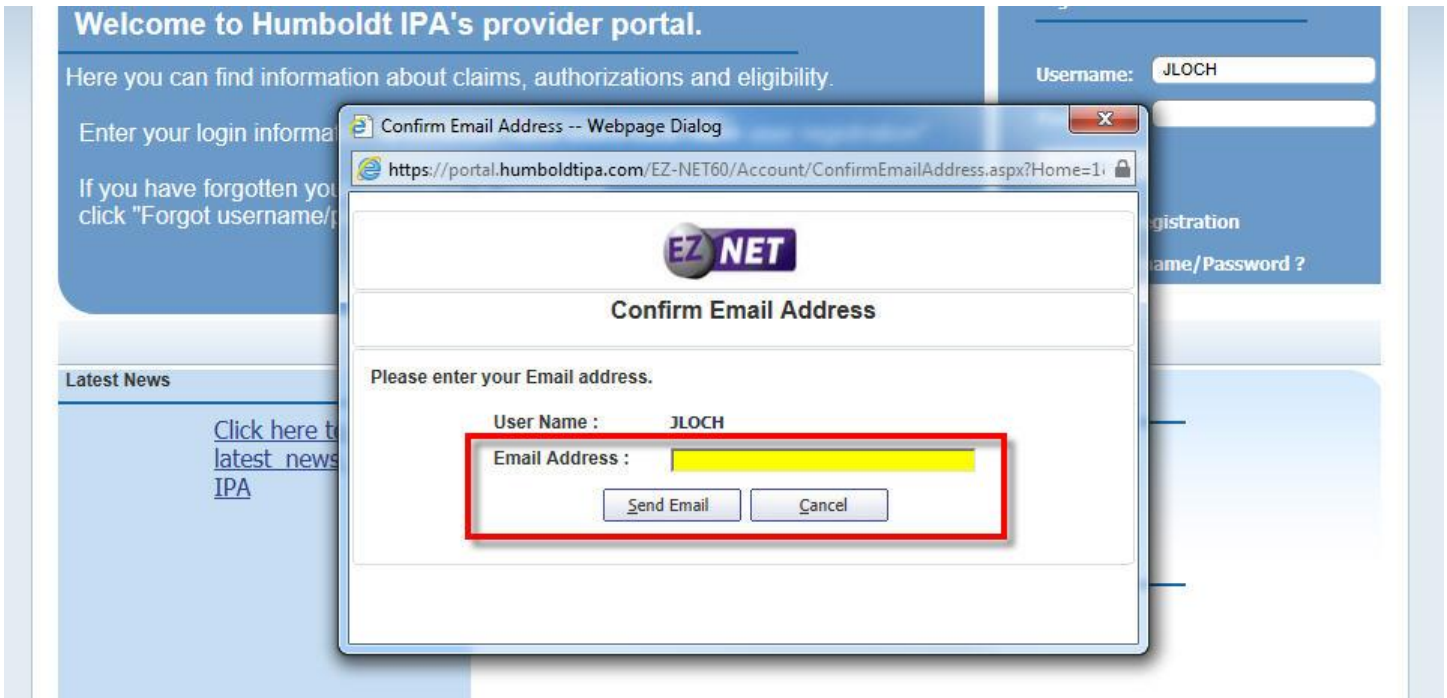 Welcome to Humboldt IPA's provider portal.
Here you can find information about claims, authorizations and eligibility.
Username: JLOCH
Enter your login informa
If you have forgotten you
click "Forgot username/p
gistration
ame/Password ?
Confirm Email Address -- Webpage Dialog
https://portal.humboldtipa.com/EZ-NET60/Account/ConfirmEmailAddress.aspx?Home=1
EZ NET
Confirm Email Address
Please enter your Email address.
User Name : JLOCH
Email Address :
Send Email Cancel
Latest News
Click here to
latest news
IPA